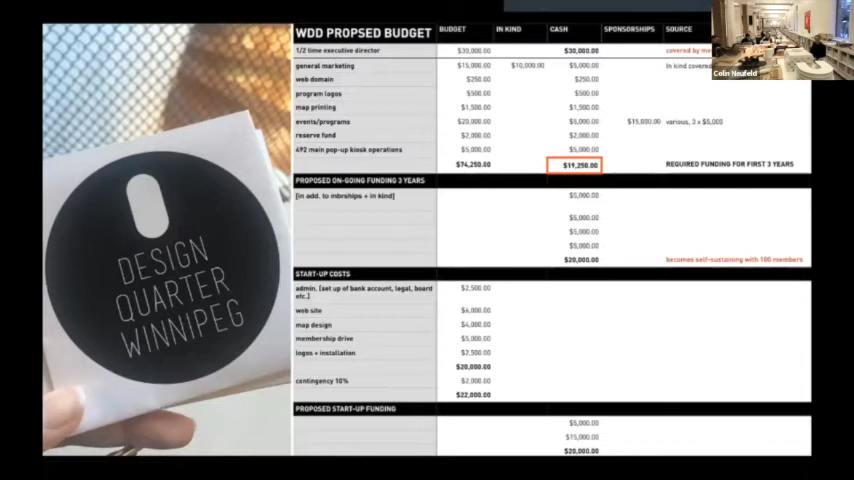 DESIGN
QUARTER
WINNIPEG
WDD PROPSED BUDGET BUDGET IN KIND CASH SPONSORSHIPS SOURCE
1/2 time executive director $30,000.00 $30,000.00 covered by
general marketing $15,000.00 $10,000.00 $5,000.00 in kind covered
web domain $250.00 $250.00
program logos $500.00 $500.00
map printing $1,500.00 $1,500.00
events/programs $20,000.00 $5,000.00 $15,000.00 various, 3 x $5,000
reserve fund $2,000.00 $2,000.00
492 main pop-up kiosk operations $5,000.00 $5,000.00
$74,250.00 $19,250.00 REQUIRED FUNDING FOR FIRST 3 YEARS
PROPOSED ON-GOING FUNDING 3 YEARS
[in add. to mbrships + in kind] $5,000.00
$5,000.00
$5,000.00
$5,000.00
$20,000.00 becomes self-sustaining with 100 members
START-UP COSTS
admin. [set up of bank account, legal, board $2,500.00
etc.]
web site $6,000.00
map design $4,000.00
membership drive $5,000.00
logos + installation $2,500.00
$20,000.00
contingency 10% $2,000.00
$22,000.00
PROPOSED START-UP FUNDING
$5,000.00
$15,000.00
$20,000.00
Colin Neufeld